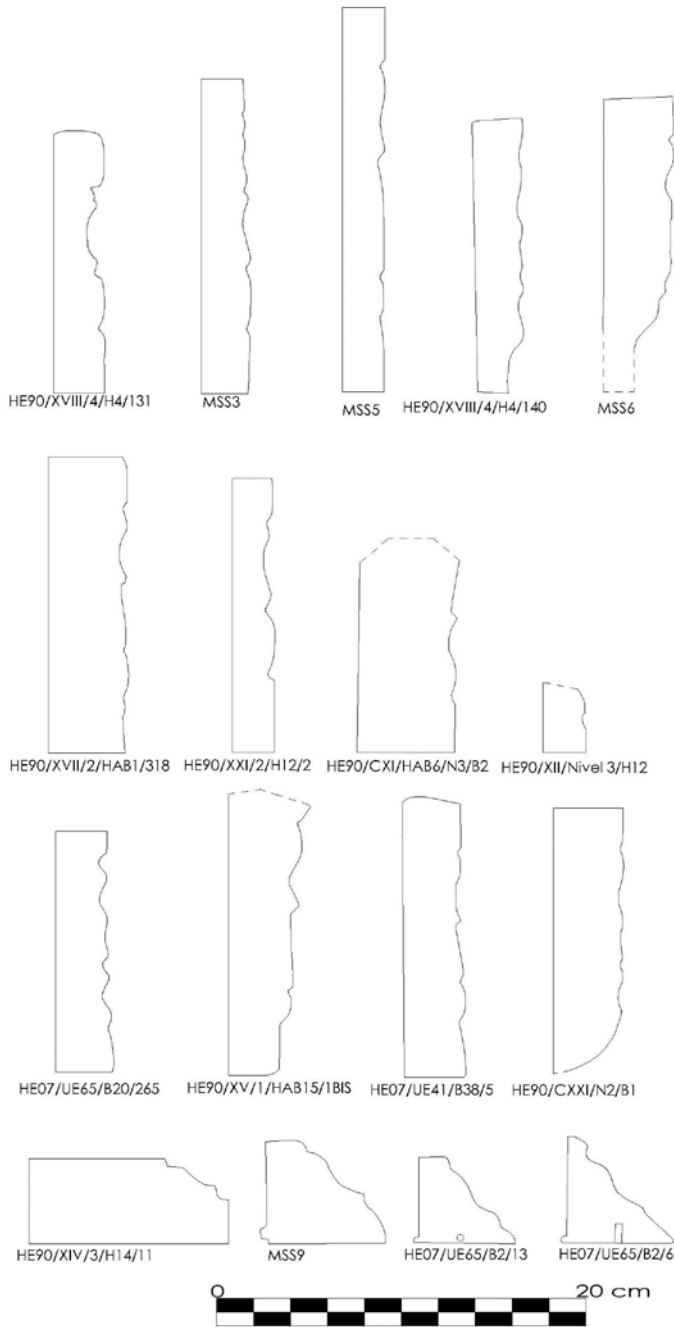 HE90/XVIII/4/H4/131
MSS3
MSS5
HE90/XVIII/4/H4/140
MSS6
HE90/XVII/2/HAB1/318
HE90/XXI/2/H12/2
HE90/CXI/HAB6/N3/B2
HE90/XII/Nivel 3/H12
HE07/UE65/B20/265
HE90/XV/1/HAB15/1BIS
HE07/UE41/B38/5
HE90/CXXI/N2/B1
HE90/XIV/3/H14/11
MSS9
HE07/UE65/B2/13
HE07/UE65/B2/6
0 20 cm